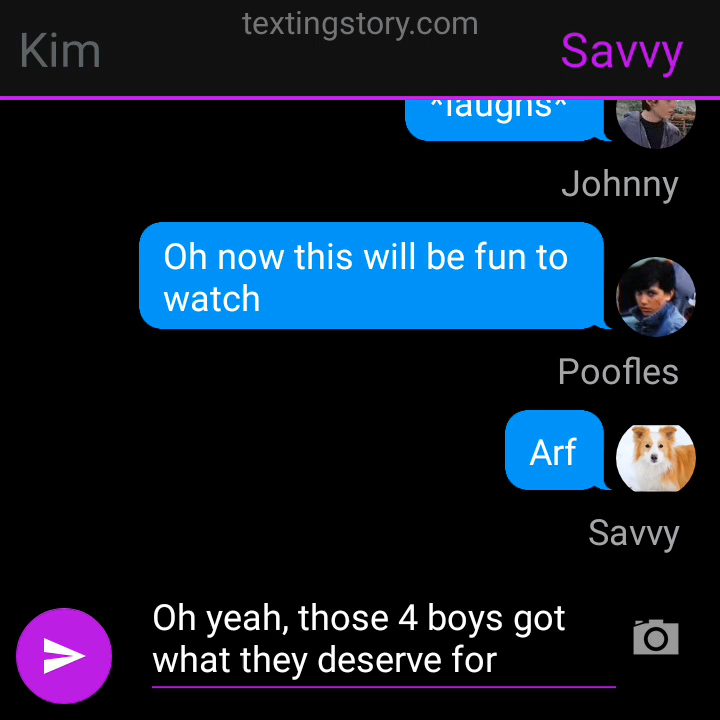 textingstory.com
Kim
Savvy
*laughs*
Johnny
Oh now this will be fun to
watch
Poofles
Arf
Savvy
Oh yeah, those 4 boys got
what they deserve for